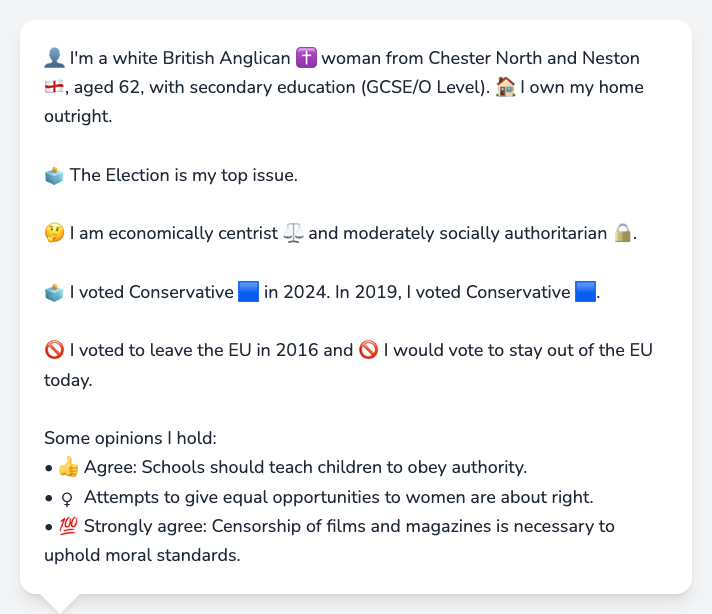 👤 I'm a white British Anglican ✝️ woman from Chester North and Neston
🏴󠁧󠁢󠁥󠁮󠁧󠁿, aged 62, with secondary education (GCSE/O Level). 🏠 I own my home
outright.
🗳️ The Election is my top issue.
🤔 I am economically centrist ⚖️ and moderately socially authoritarian 🔒.
🗳️ I voted Conservative 🟦 in 2024. In 2019, I voted Conservative 🟦.
🚫 I voted to leave the EU in 2016 and 🚫 I would vote to stay out of the EU
today.
Some opinions I hold:
• 👍 Agree: Schools should teach children to obey authority.
• ♀ Attempts to give equal opportunities to women are about right.
• 💯 Strongly agree: Censorship of films and magazines is necessary to
uphold moral standards.